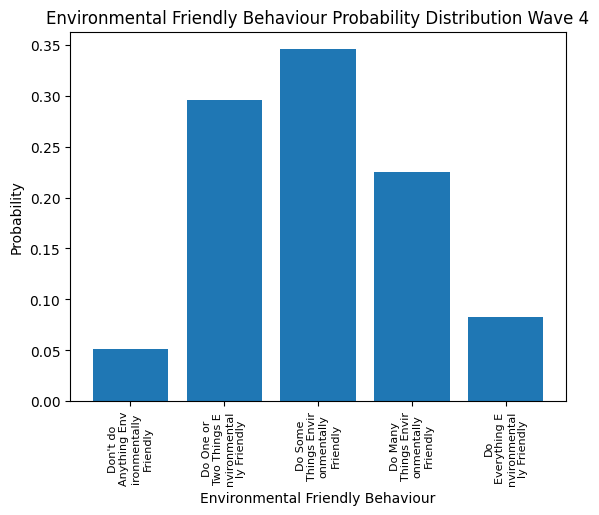 Environmental Friendly Behaviour Probability Distribution Wave 4
Probability
0.35
0.30
0.25
0.20
0.15
0.10
0.05
0.00
Don't do
Anything Env
ironmentally
Friendly
Do One or
Two Things E
nvironmental
ly Friendly
Do Some
Things Envir
onmentally
Friendly
Do Many
Things Envir
onmentally
Friendly
Do
Everything E
nvironmental
ly Friendly
Environmental Friendly Behaviour